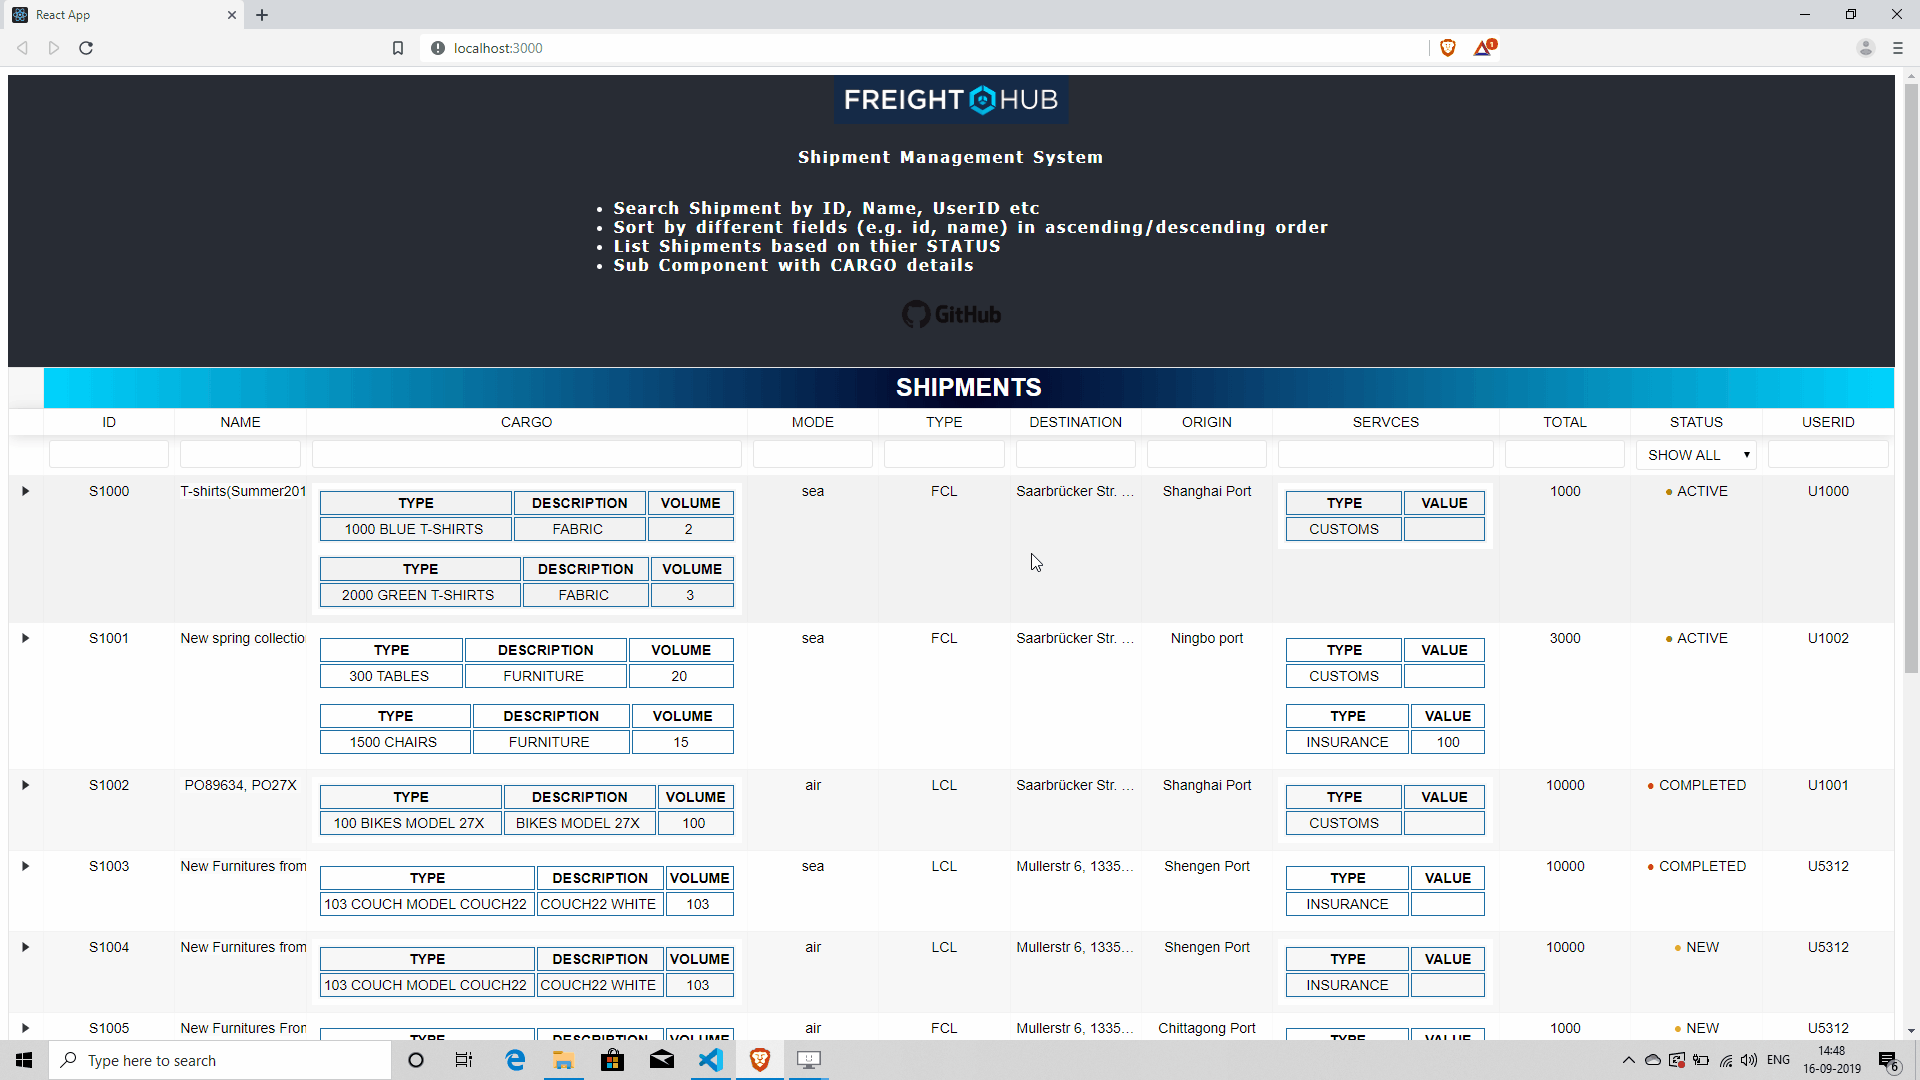 React App
localhost:3000
1
FREIGHT HUB
Shipment Management System
• Search Shipment by ID, Name, UserID etc
• Sort by different fields (e.g. id, name) in ascending/descending order
• List Shipments based on thier STATUS
• Sub Component with CARGO details
GitHub
SHIPMENTS
ID NAME CARGO MODE TYPE DESTINATION ORIGIN SERVCES TOTAL STATUS USERID
SHOW ALL
S1000 T-shirts(Summer201 sea FCL Saarbrücker Str. ... Shanghai Port 1000 ACTIVE U1000
TYPE DESCRIPTION VOLUME TYPE VALUE
1000 BLUE T-SHIRTS FABRIC 2 CUSTOMS
TYPE DESCRIPTION VOLUME
2000 GREEN T-SHIRTS FABRIC 3
S1001 New spring collectio sea FCL Saarbrücker Str. ... Ningbo port 3000 ACTIVE U1002
TYPE DESCRIPTION VOLUME TYPE VALUE
300 TABLES FURNITURE 20 CUSTOMS
TYPE DESCRIPTION VOLUME TYPE VALUE
1500 CHAIRS FURNITURE 15 INSURANCE 100
S1002 PO89634, PO27X air LCL Saarbrücker Str. ... Shanghai Port 10000 COMPLETED U1001
TYPE DESCRIPTION VOLUME TYPE VALUE
100 BIKES MODEL 27X BIKES MODEL 27X 100 CUSTOMS
S1003 New Furnitures from sea LCL Mullerstr 6, 1335... Shengen Port 10000 COMPLETED U5312
TYPE DESCRIPTION VOLUME TYPE VALUE
103 COUCH MODEL COUCH22 COUCH22 WHITE 103 INSURANCE
S1004 New Furnitures from air LCL Mullerstr 6, 1335... Shengen Port 10000 NEW U5312
TYPE DESCRIPTION VOLUME TYPE VALUE
103 COUCH MODEL COUCH22 COUCH22 WHITE 103 INSURANCE
S1005 New Furnitures Fron air FCL Mullerstr 6, 1335... Chittagong Port 1000 NEW U5312
TYPE DESCRIPTION VOLUME TYPE VALUE
Type here to search
ENG
14:48
16-09-2019
6